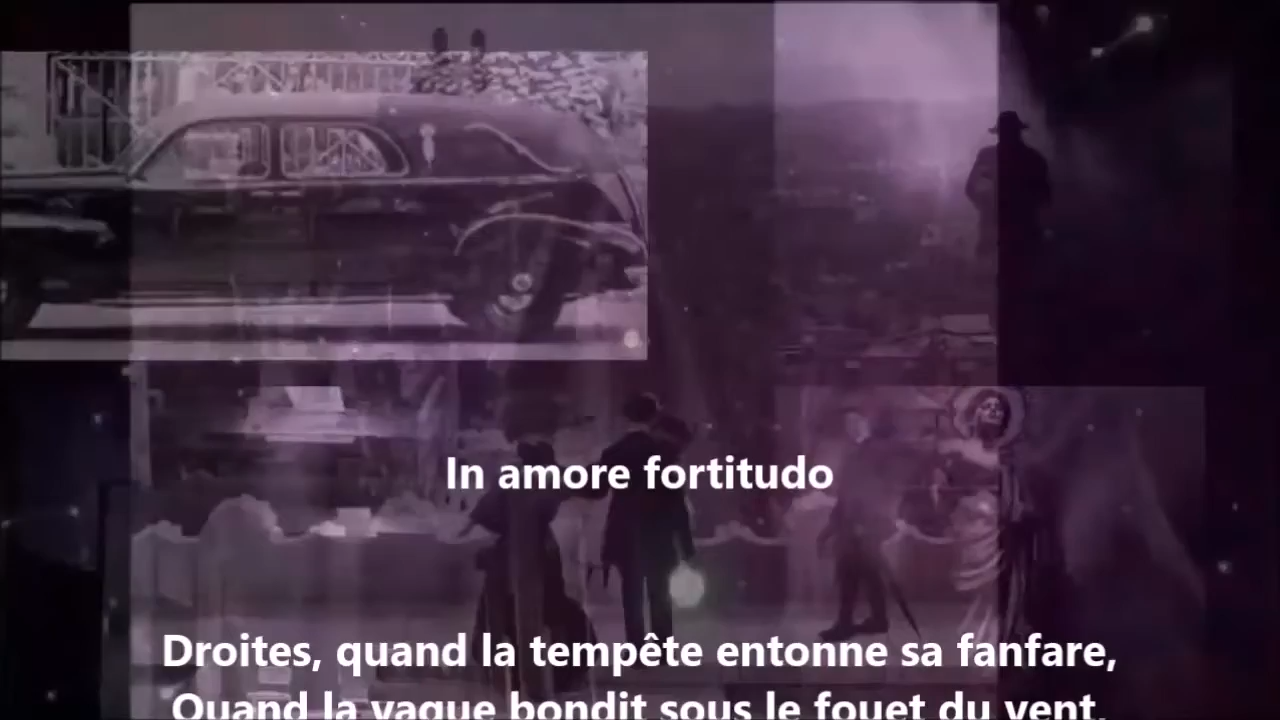 In amore fortitudo
Droites, quand la tempête entonne sa fanfare,
Quand la vague bondit sous le fouet du vent,